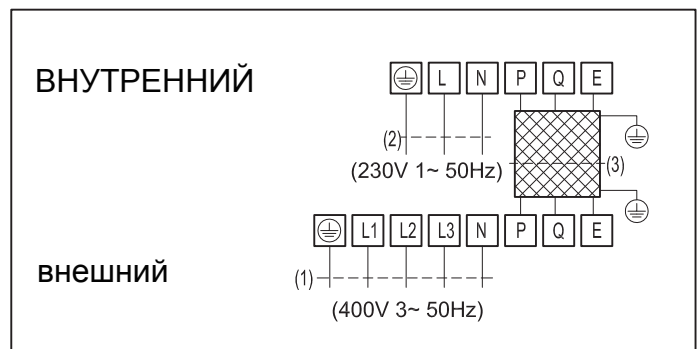 ВНУТРЕННИЙ
L N P Q E
(2)
(3)
(230V 1~ 50Hz)
L1 L2 L3 N P Q E
внешний
(1)
(400V 3~ 50Hz)